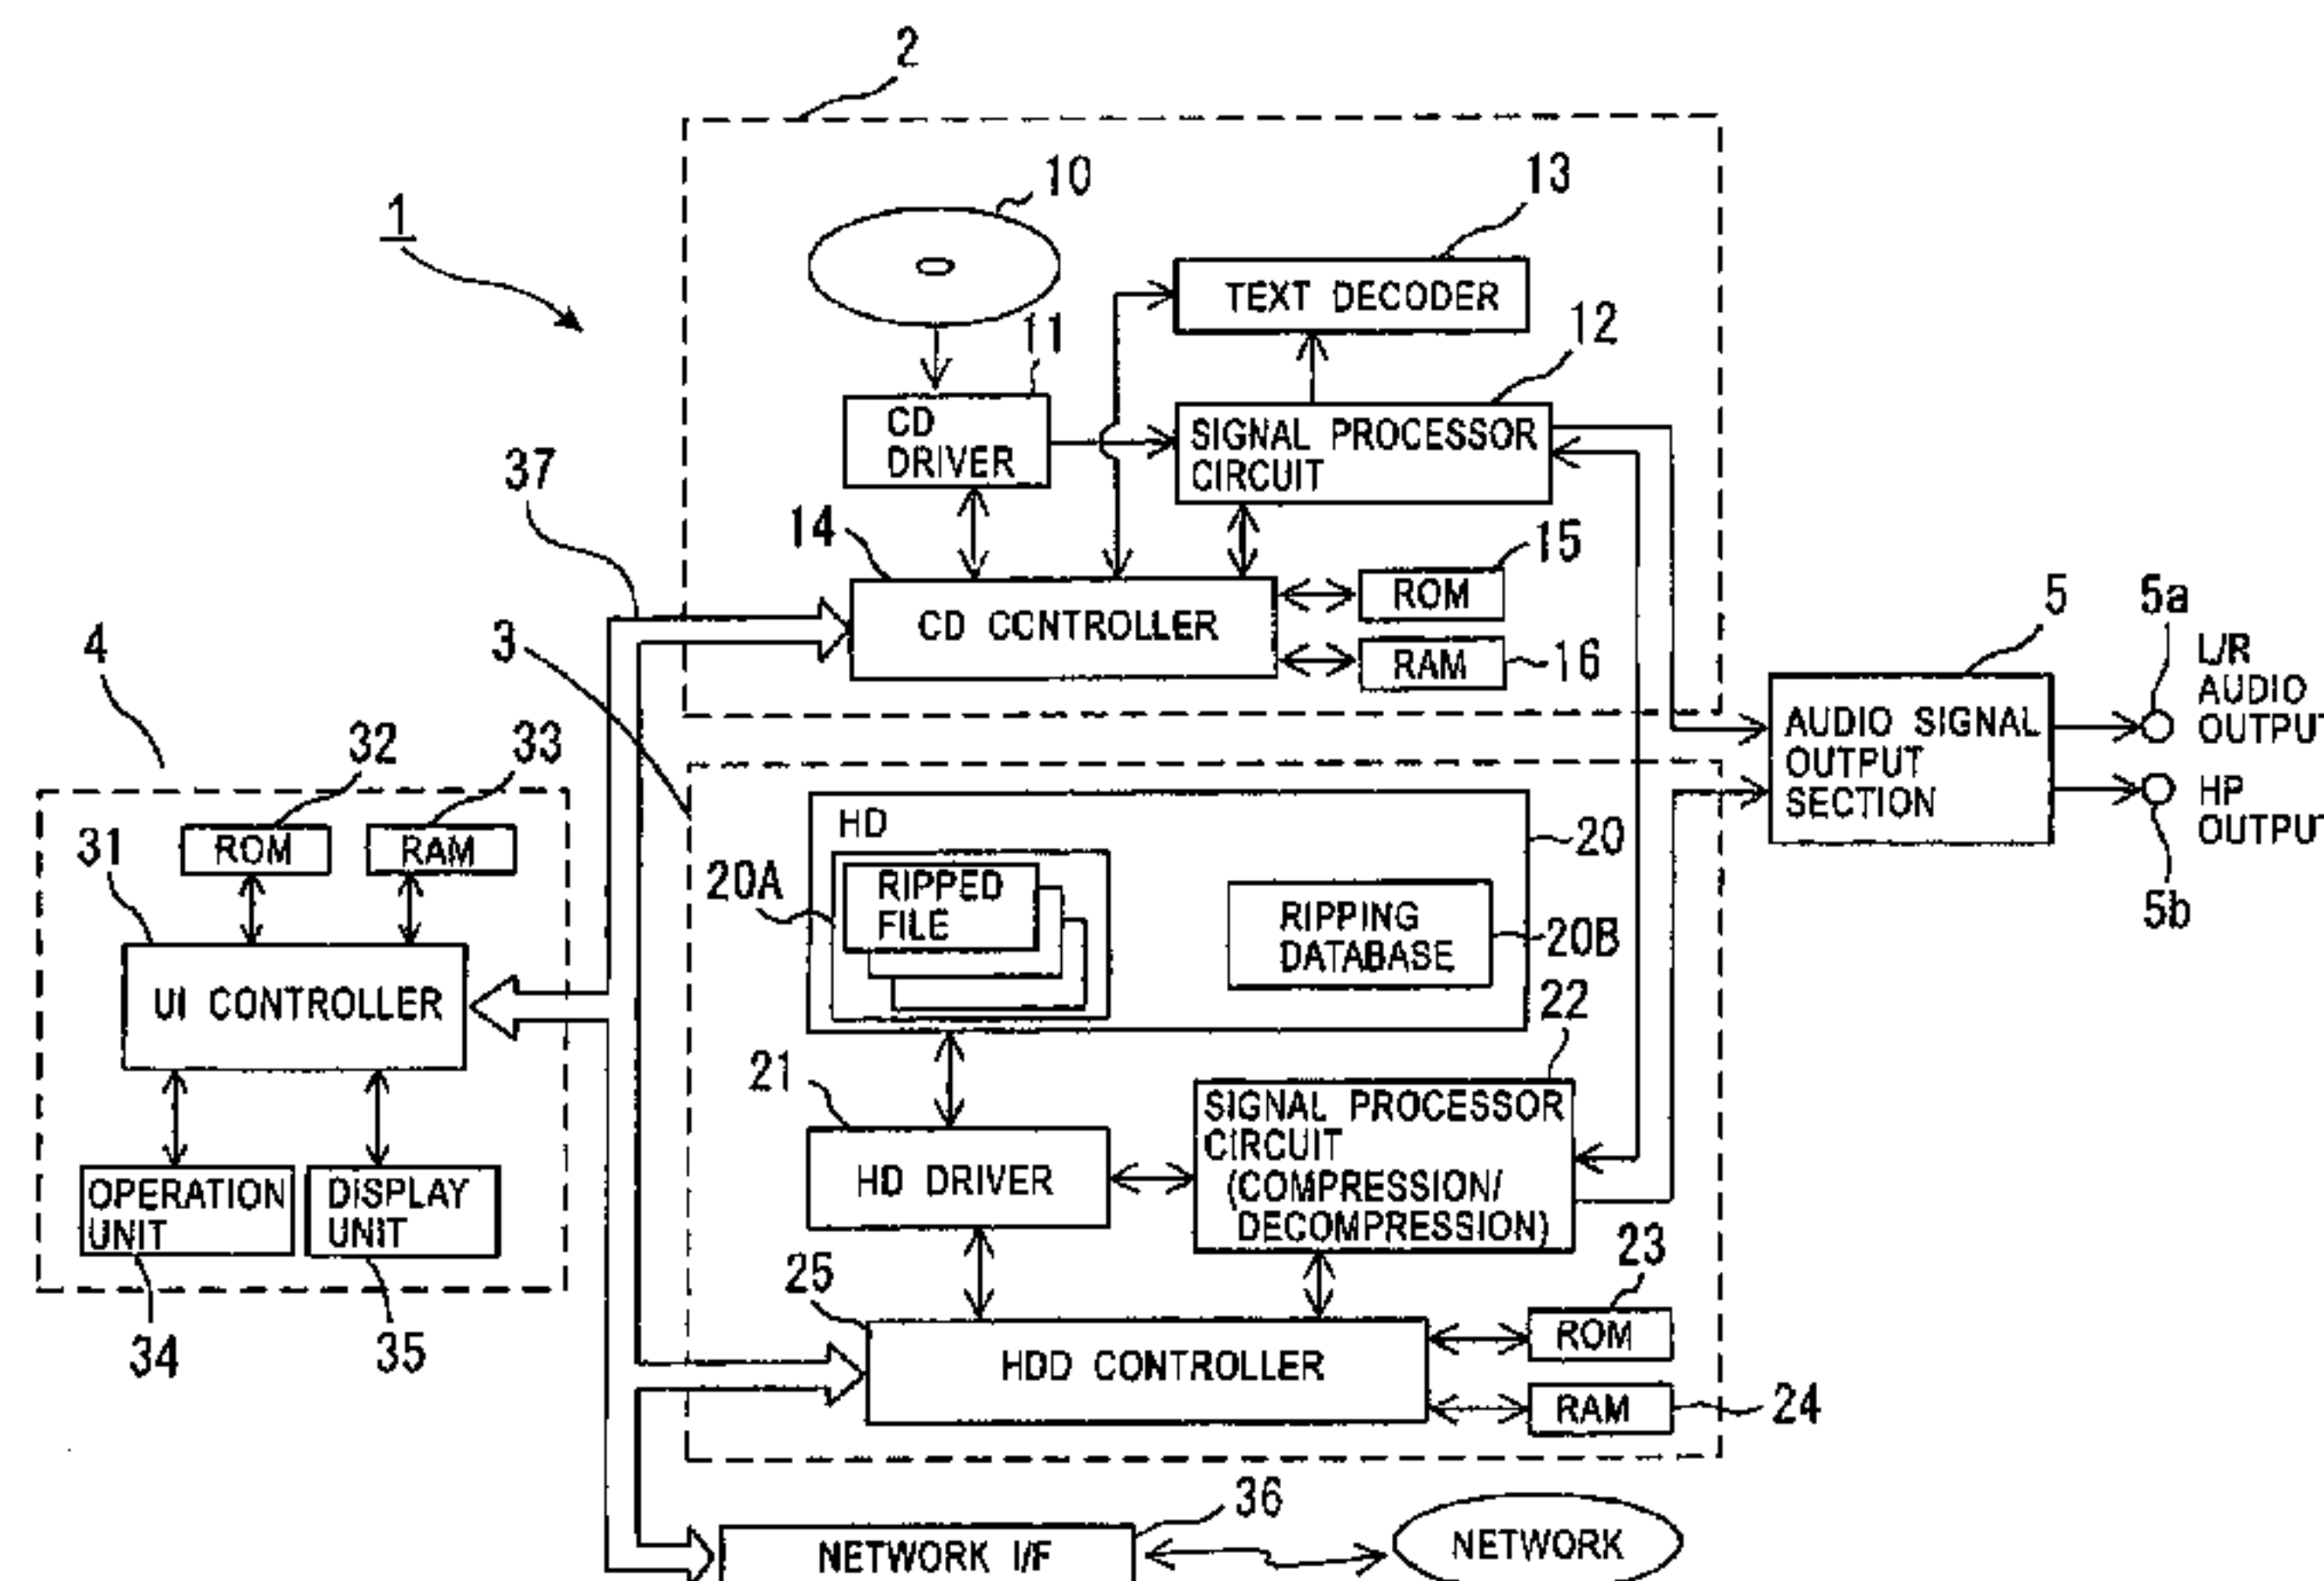 2
10
13
1
TEXT DECODER
11
12
CD
DRIVER
SIGNAL PROCESSOR
CIRCUIT
37
14
15
ROM
CD CONTROLLER
3
RAM
16
4
5
5a
L/R
AUDIO
OUTPUT
AUDIO SIGNAL
OUTPUT
SECTION
HP
OUTPUT
5b
32
33
31
ROM
RAM
UI CONTROLLER
OPERATION
UNIT
DISPLAY
UNIT
34
35
HD
20
20A
RIPPED
FILE
RIPPING
DATABASE
20B
22
21
SIGNAL PROCESSOR
CIRCUIT
(COMPRESSION/
DECOMPRESSION)
HD DRIVER
23
25
ROM
HDD CONTROLLER
RAM
24
36
NETWORK I/F
NETWORK